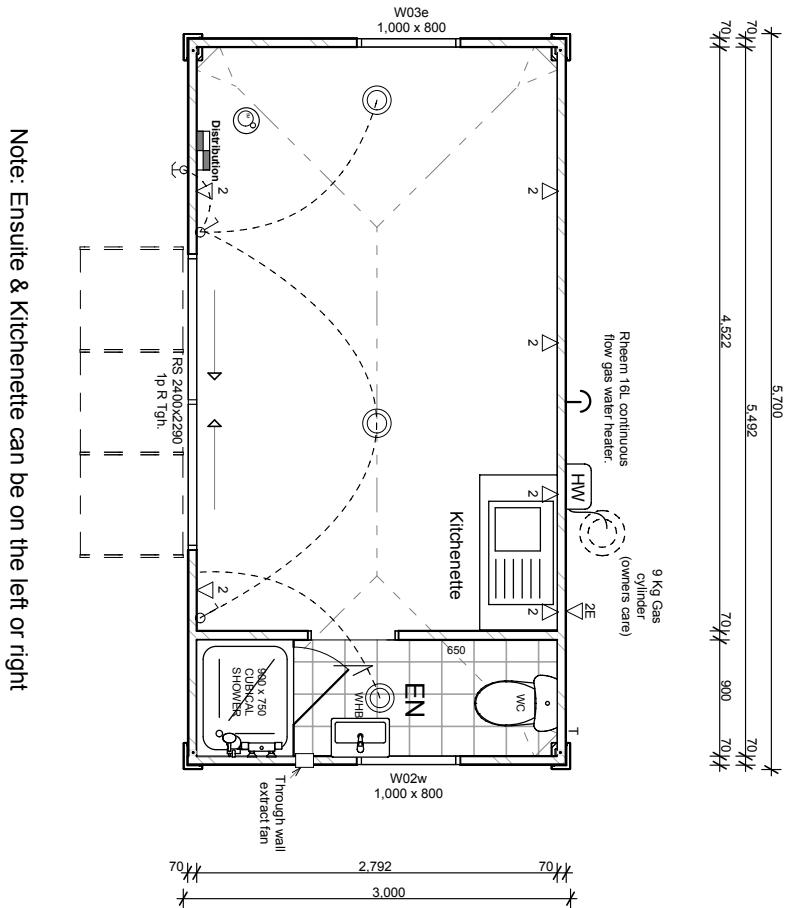 W03e
1,000 x 800
70
70
4,522
5,492
5,700
70
900
70
70
70
Distribution
2
2
2
2
2
2E
Rheem 16L continuous
flow gas water heater.
HW
9 Kg Gas
cylinder
(owners care)
Kitchenette
RS 2400x2290
1p R Tgh.
650
EN
WC
WHB
T
900 x 750
CUBICAL
SHOWER
W02w
1,000 x 800
Through wall
extract fan
70
2,792
70
3,000
Note: Ensuite & Kitchenette can be on the left or right